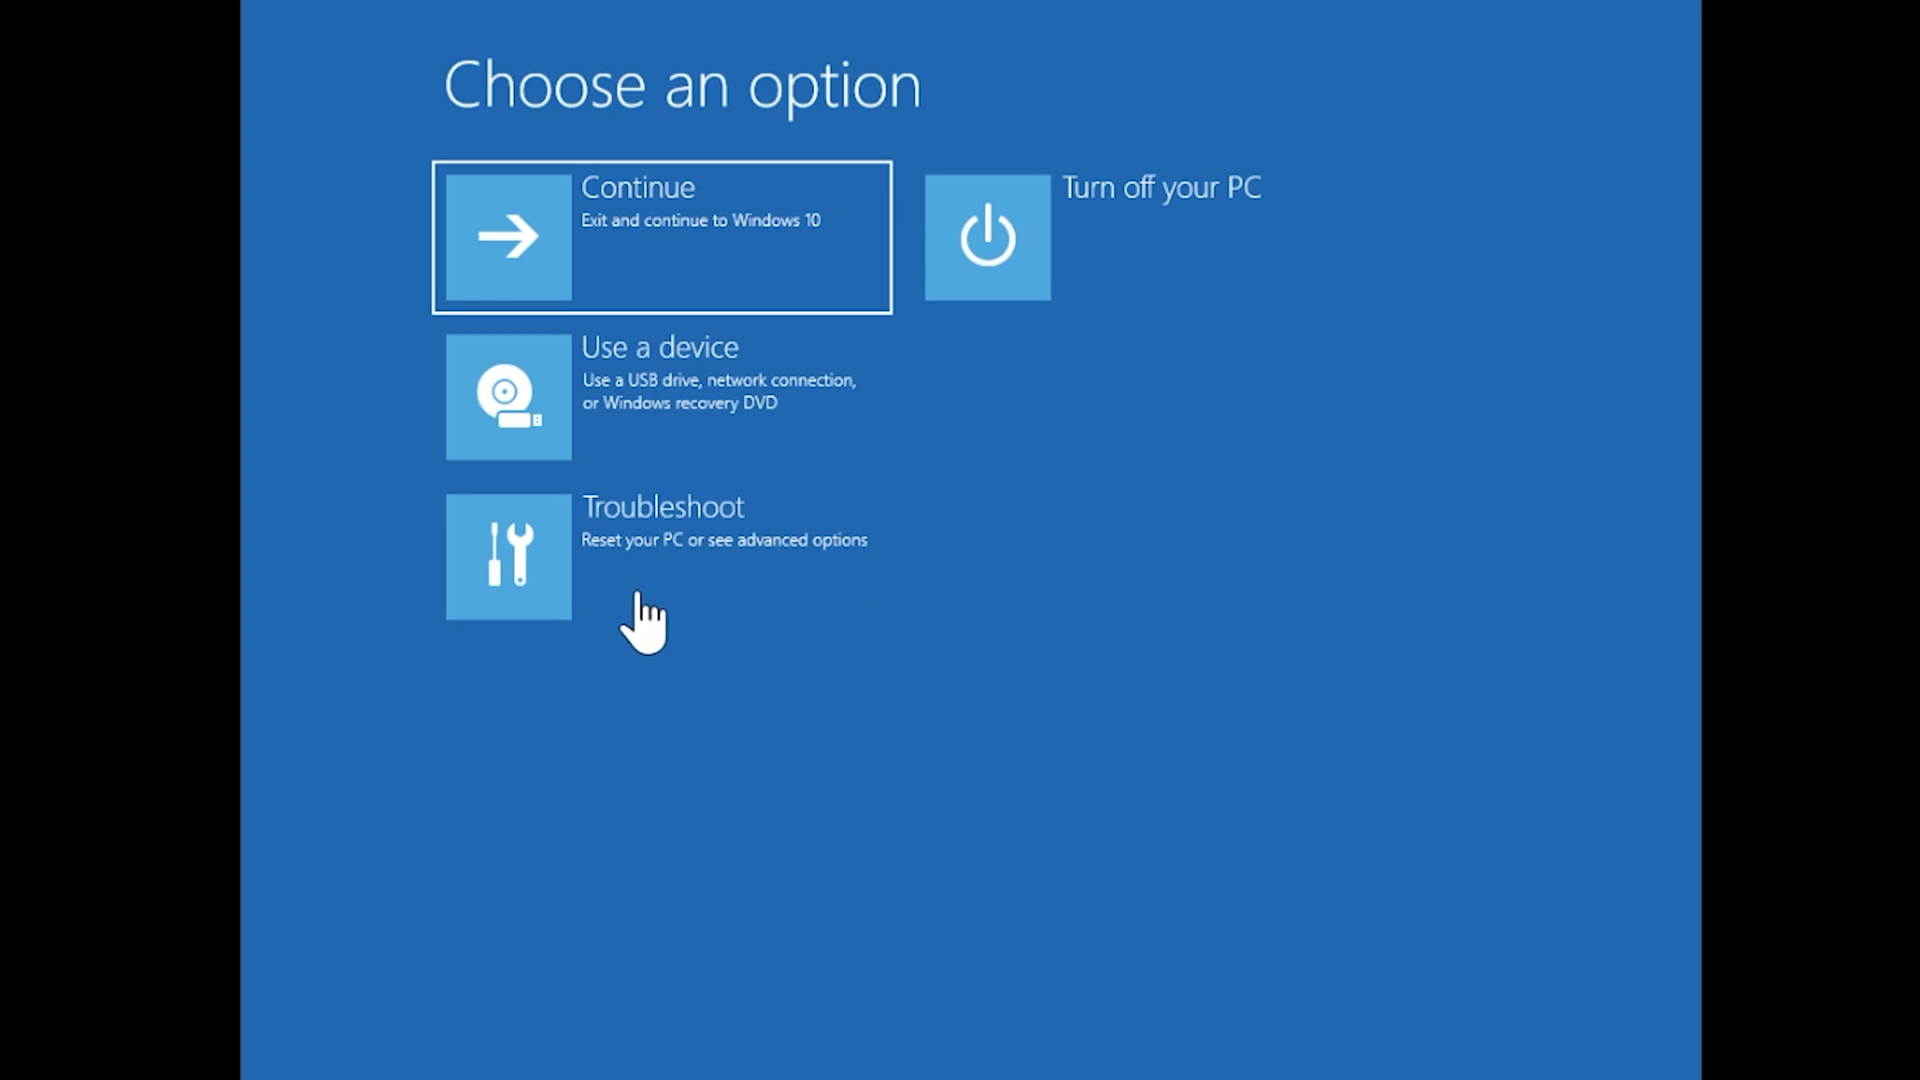 Choose an option
Continue
Exit and continue to Windows 10
Turn off your PC
Use a device
Use a USB drive, network connection,
or Windows recovery DVD
Troubleshoot
Reset your PC or see advanced options